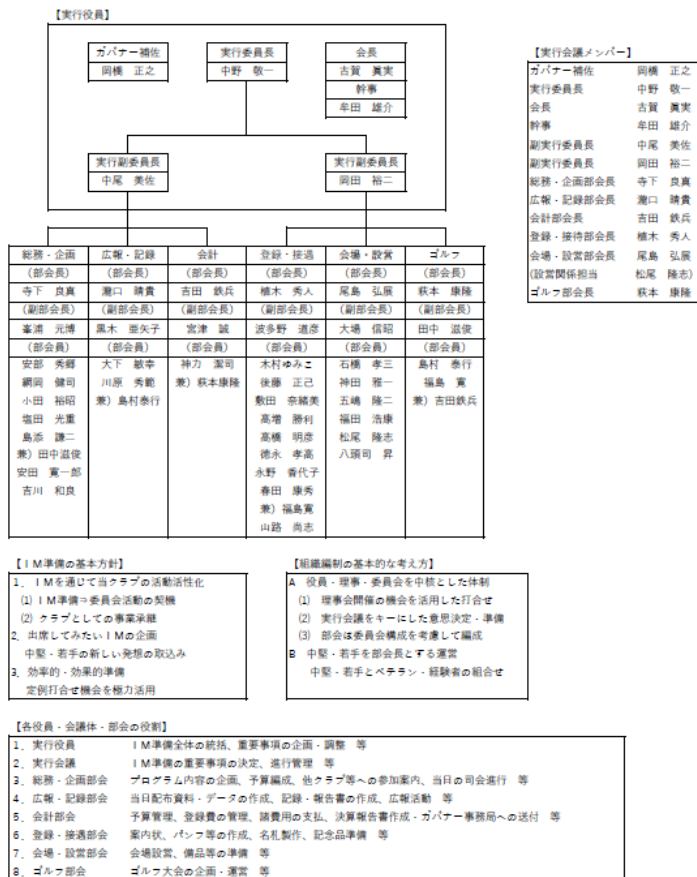 【実行役員】
ガバナー補佐
岡橋 正之
実行委員長
中野 敬一
会長
古賀 眞実
幹事
牟田 雄介
実行副委員長
中尾 美佐
実行副委員長
岡田 裕二
【実行会議メンバー】
ガバナー補佐 岡橋 正之
実行委員長 中野 敬一
会長 古賀 眞実
幹事 牟田 雄介
副実行委員長 中尾 美佐
副実行委員長 岡田 裕二
総務・企画部会長 寺下 良真
広報・記録部会長 瀧口 晴貴
会計部会長 吉田 鉄兵
登録・接待部会長 植木 秀人
会場・設営部会長 尾島 弘展
(設営関係担当 松尾 隆志)
ゴルフ部会長 萩本 康隆
総務・企画 広報・記録 会計 登録・接遇 会場・設営 ゴルフ
(部会長) (部会長) (部会長) (部会長) (部会長) (部会長)
寺下 良真 瀧口 晴貴 吉田 鉄兵 植木 秀人 尾島 弘展 萩本 康隆
(副部会長) (副部会長) (副部会長) (副部会長) (副部会長) (副部会長)
峯浦 元博 黒木 亜矢子 宮津 誠 波多野 道彦 大場 信昭 田中 滋俊
(部会員) (部会員) (部会員) (部会員) (部会員) (部会員)
安部 秀郷 大下 敏幸 神力 潔司 木村ゆみこ 石橋 孝三 島村 泰行
綱岡 健司 川原 秀範 兼）萩本康隆 後藤 正己 神田 雅一 福島 寛
小田 裕昭 兼）島村泰行 敷田 奈緒美 五嶋 隆二 兼）吉田鉄兵
塩田 光重 高増 勝利 福田 浩康
島添 謙二 高橋 明彦 松尾 隆志
兼）田中滋俊 徳永 孝高 八頭司 昇
安田 寛一郎 永野 香代子
吉川 和良 春田 康秀
兼）福島寛
山路 尚志
【ＩＭ準備の基本方針】
1．ＩＭを通じて当クラブの活動活性化
(1) ＩＭ準備⇒委員会活動の契機
(2) クラブとしての事業承継
2．出席してみたいＩＭの企画
中堅・若手の新しい発想の取込み
3．効率的・効果的準備
定例打合せ機会を極力活用
【組織編制の基本的な考え方】
A 役員・理事・委員会を中核とした体制
(1) 理事会開催の機会を活用した打合せ
(2) 実行会議をキーにした意思決定・準備
(3) 部会は委員会構成を考慮して編成
B 中堅・若手を部会長とする運営
中堅・若手とベテラン・経験者の組合せ
【各役員・会議体・部会の役割】
1．実行役員 ＩＭ準備全体の統括、重要事項の企画・調整 等
2．実行会議 ＩＭ準備の重要事項の決定、進行管理 等
3．総務・企画部会 プログラム内容の企画、予算編成、他クラブ等への参加案内、当日の司会進行 等
4．広報・記録部会 当日配布資料・データの作成、記録・報告書の作成、広報活動 等
5．会計部会 予算管理、登録費の管理、諸費用の支払、決算報告書作成・ガバナー事務局への送付 等
6．登録・接遇部会 案内状、パンフ等の作成、名札製作、記念品準備 等
7．会場・設営部会 会場設営、備品等の準備 等
8．ゴルフ部会 ゴルフ大会の企画・運営 等